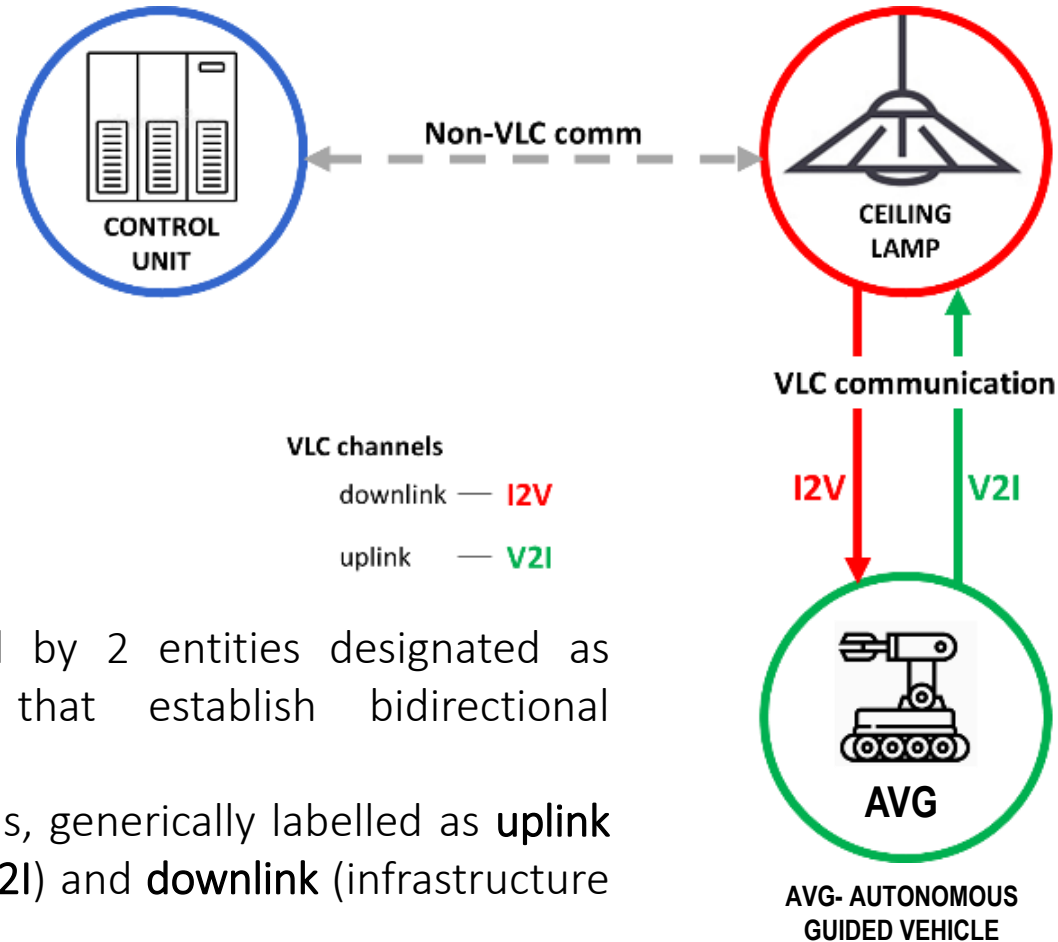 Non-VLC comm
CONTROL
UNIT
CEILING
LAMP
VLC communication
VLC channels
downlink — I2V
uplink — V2I
I2V
V2I
by 2 entities designated as
that establish bidirectional
s, generically labelled as uplink
2I) and downlink (infrastructure
AVG
AVG- AUTONOMOUS
GUIDED VEHICLE